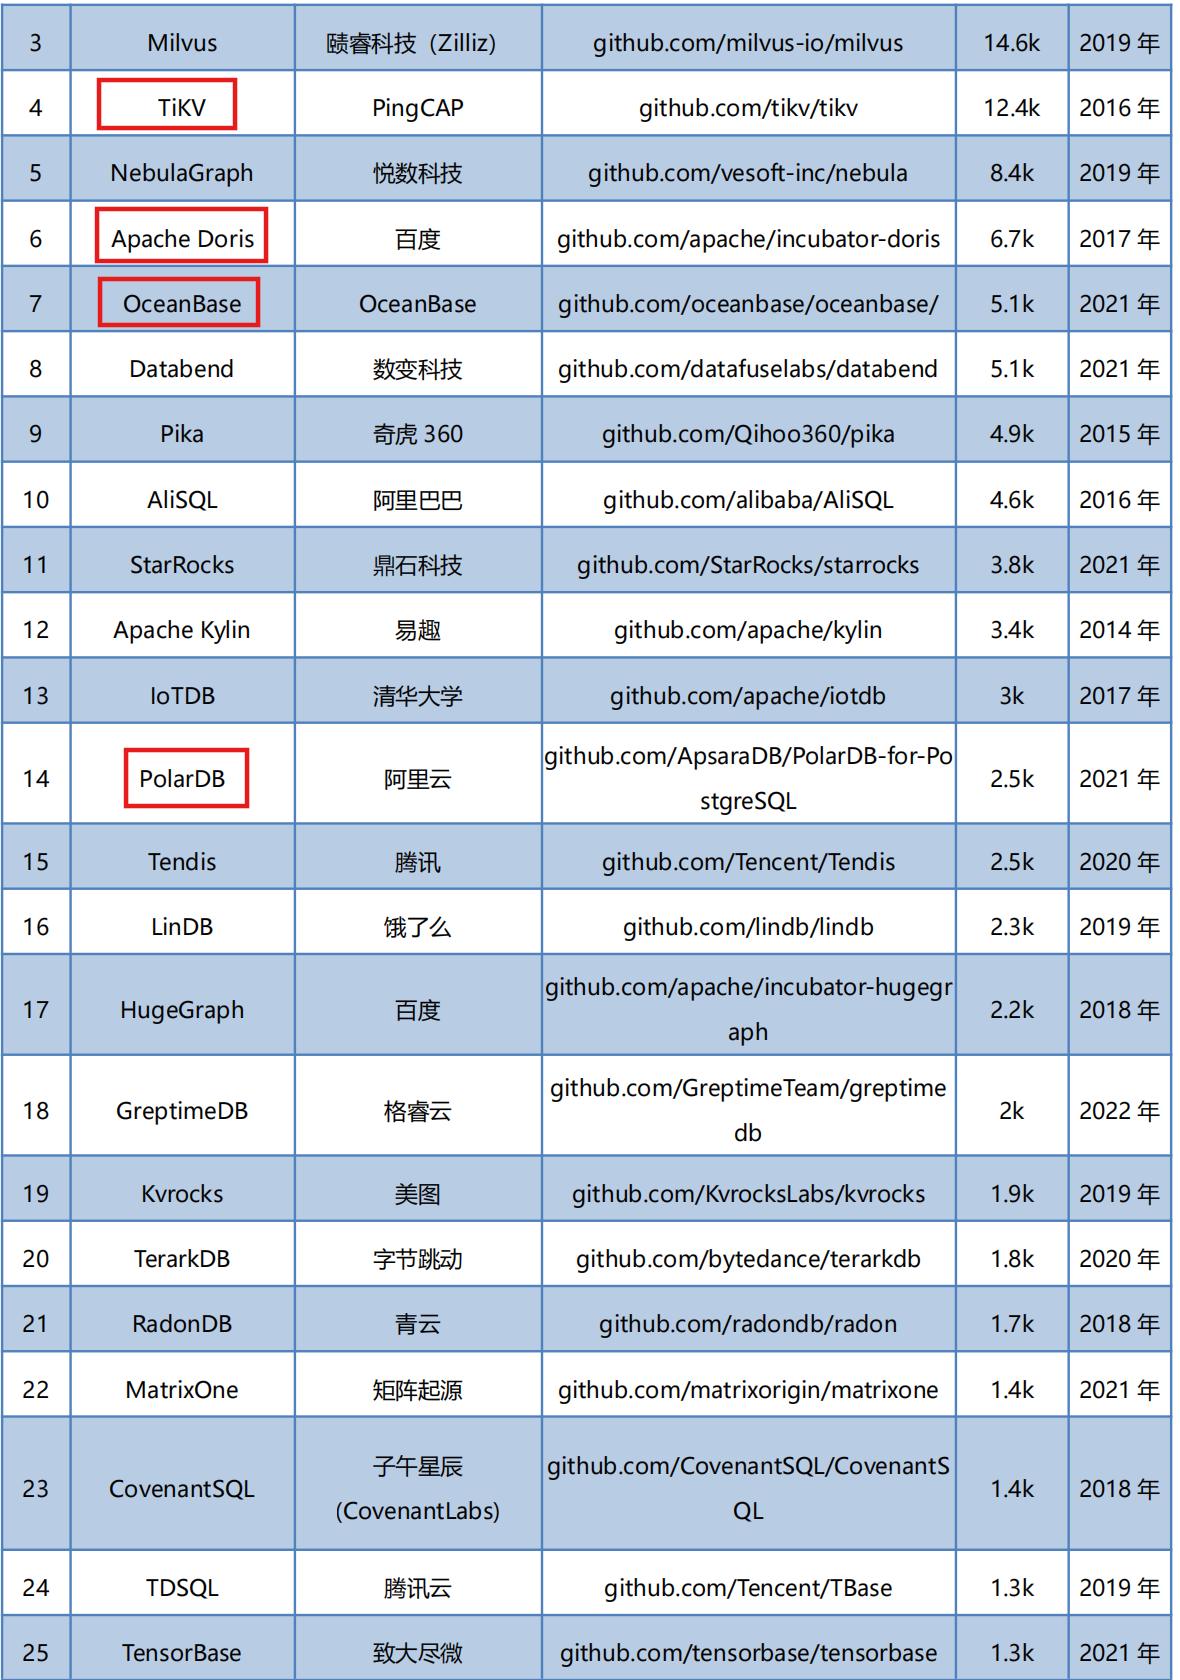 3 Milvus 赜睿科技（Zilliz） github.com/milvus-io/milvus 14.6k 2019 年
4 TiKV PingCAP github.com/tikv/tikv 12.4k 2016 年
5 NebulaGraph 悦数科技 github.com/vesoft-inc/nebula 8.4k 2019 年
6 Apache Doris 百度 github.com/apache/incubator-doris 6.7k 2017 年
7 OceanBase OceanBase github.com/oceanbase/oceanbase/ 5.1k 2021 年
8 Databend 数变科技 github.com/datafuselabs/databend 5.1k 2021 年
9 Pika 奇虎 360 github.com/Qihoo360/pika 4.9k 2015 年
10 AliSQL 阿里巴巴 github.com/alibaba/AliSQL 4.6k 2016 年
11 StarRocks 鼎石科技 github.com/StarRocks/starrocks 3.8k 2021 年
12 Apache Kylin 易趣 github.com/apache/kylin 3.4k 2014 年
13 IoTDB 清华大学 github.com/apache/iotdb 3k 2017 年
14 PolarDB 阿里云 github.com/ApsaraDB/PolarDB-for-Po
stgreSQL 2.5k 2021 年
15 Tendis 腾讯 github.com/Tencent/Tendis 2.5k 2020 年
16 LinDB 饿了么 github.com/lindb/lindb 2.3k 2019 年
17 HugeGraph 百度 github.com/apache/incubator-hugegr
aph 2.2k 2018 年
18 GreptimeDB 格睿云 github.com/GreptimeTeam/greptime
db 2k 2022 年
19 Kvrocks 美图 github.com/KvrocksLabs/kvrocks 1.9k 2019 年
20 TerarkDB 字节跳动 github.com/bytedance/terarkdb 1.8k 2020 年
21 RadonDB 青云 github.com/radondb/radon 1.7k 2018 年
22 MatrixOne 矩阵起源 github.com/matrixorigin/matrixone 1.4k 2021 年
23 CovenantSQL 子午星辰
(CovenantLabs) github.com/CovenantSQL/CovenantS
QL 1.4k 2018 年
24 TDSQL 腾讯云 github.com/Tencent/TBase 1.3k 2019 年
25 TensorBase 致大尽微 github.com/tensorbase/tensorbase 1.3k 2021 年